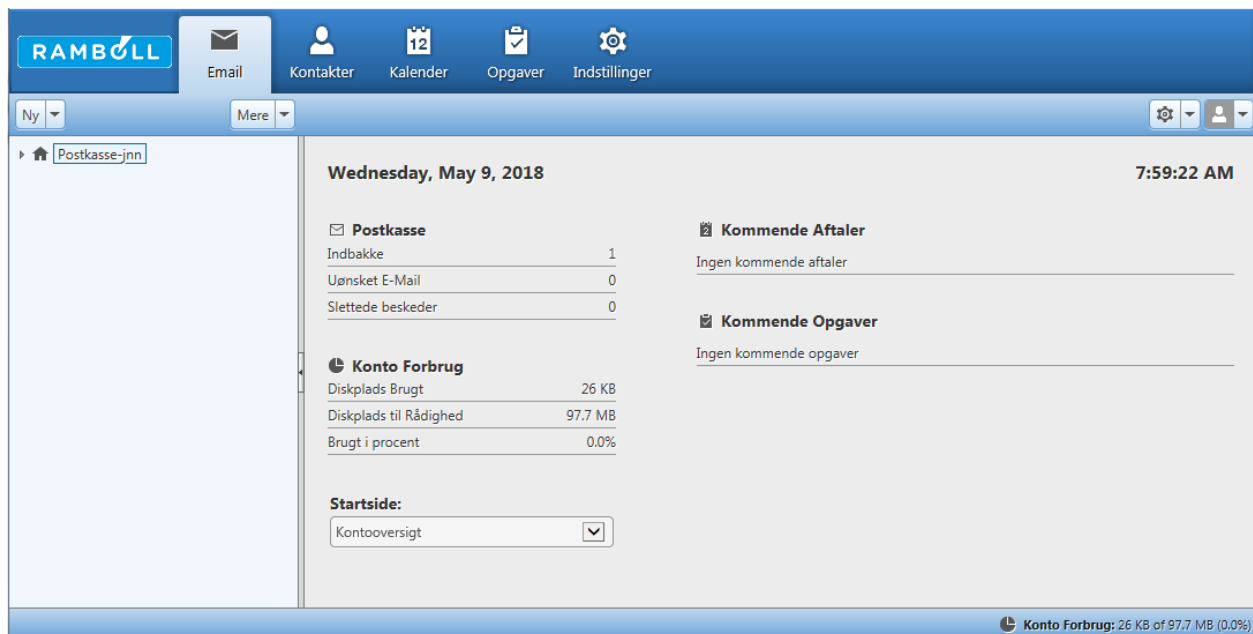 RAMBOLL
Email
Kontakter
12
Kalender
Opgaver
Indstillinger
Ny
Mere
Postkasse-jnn
Wednesday, May 9, 2018
7:59:22 AM
Postkasse
Indbakke 1
Uønsket E-Mail 0
Slettede beskeder 0
Konto Forbrug
Diskplads Brugt 26 KB
Diskplads til Rådighed 97.7 MB
Brugt i procent 0.0%
Startside:
Kontooversigt
2 Kommende Aftaler
Ingen kommende aftaler
Kommende Opgaver
Ingen kommende opgaver
Konto Forbrug: 26 KB of 97.7 MB (0.0%)